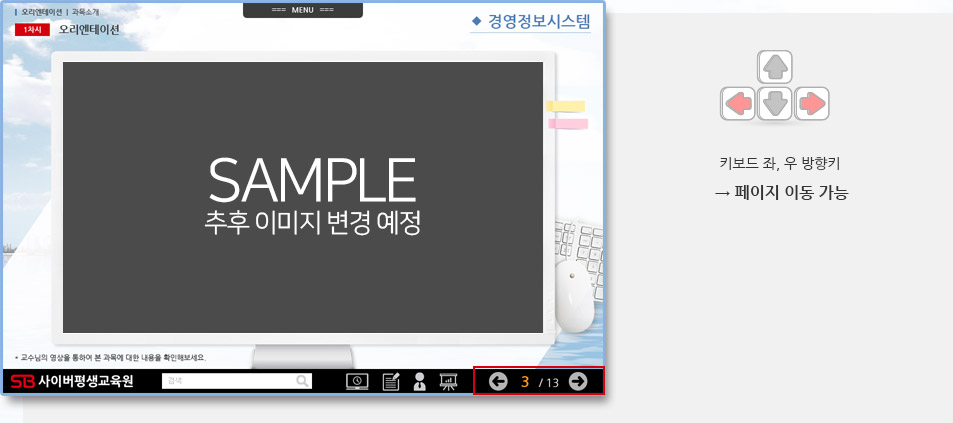 오리엔테이션 | 과목소개
=== MENU ===
1차시 오리엔테이션
◆ 경영정보시스템
SAMPLE
추후 이미지 변경 예정
키보드 좌, 우 방향키
→ 페이지 이동 가능
• 교수님의 영상을 통하여 본 과목에 대한 내용을 확인해보세요.
SB 사이버평생교육원
검색
3 / 13